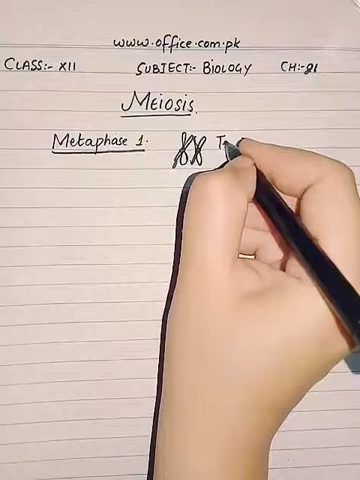 www.office.com.pk
CLASS:- XII SUBJECT:- BIOLOGY CH:-21
MEIOSIS.
Metaphase 1.